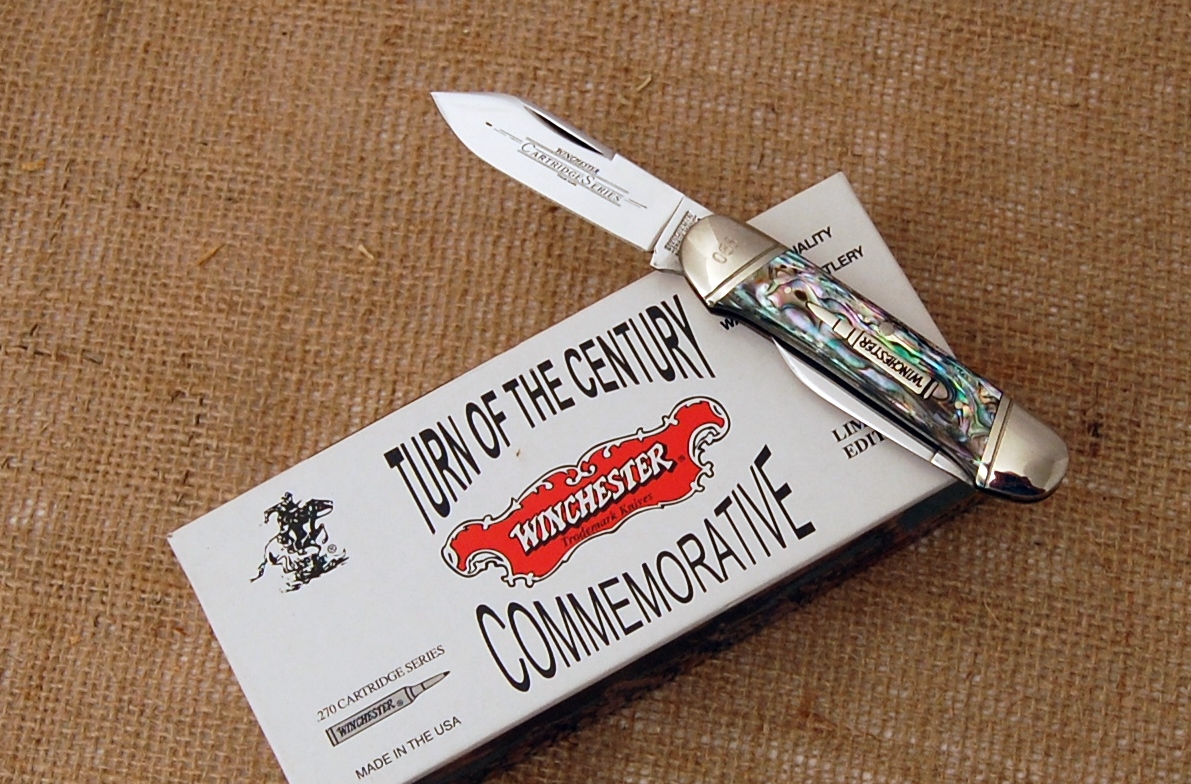 WINCHESTER
CARTRIDGE SERIES
WINCHESTER
TURN OF THE CENTURY
WINCHESTER
Trademark Knives
COMMEMORATIVE
®
.270 CARTRIDGE SERIES
WINCHESTER ®
MADE IN THE USA